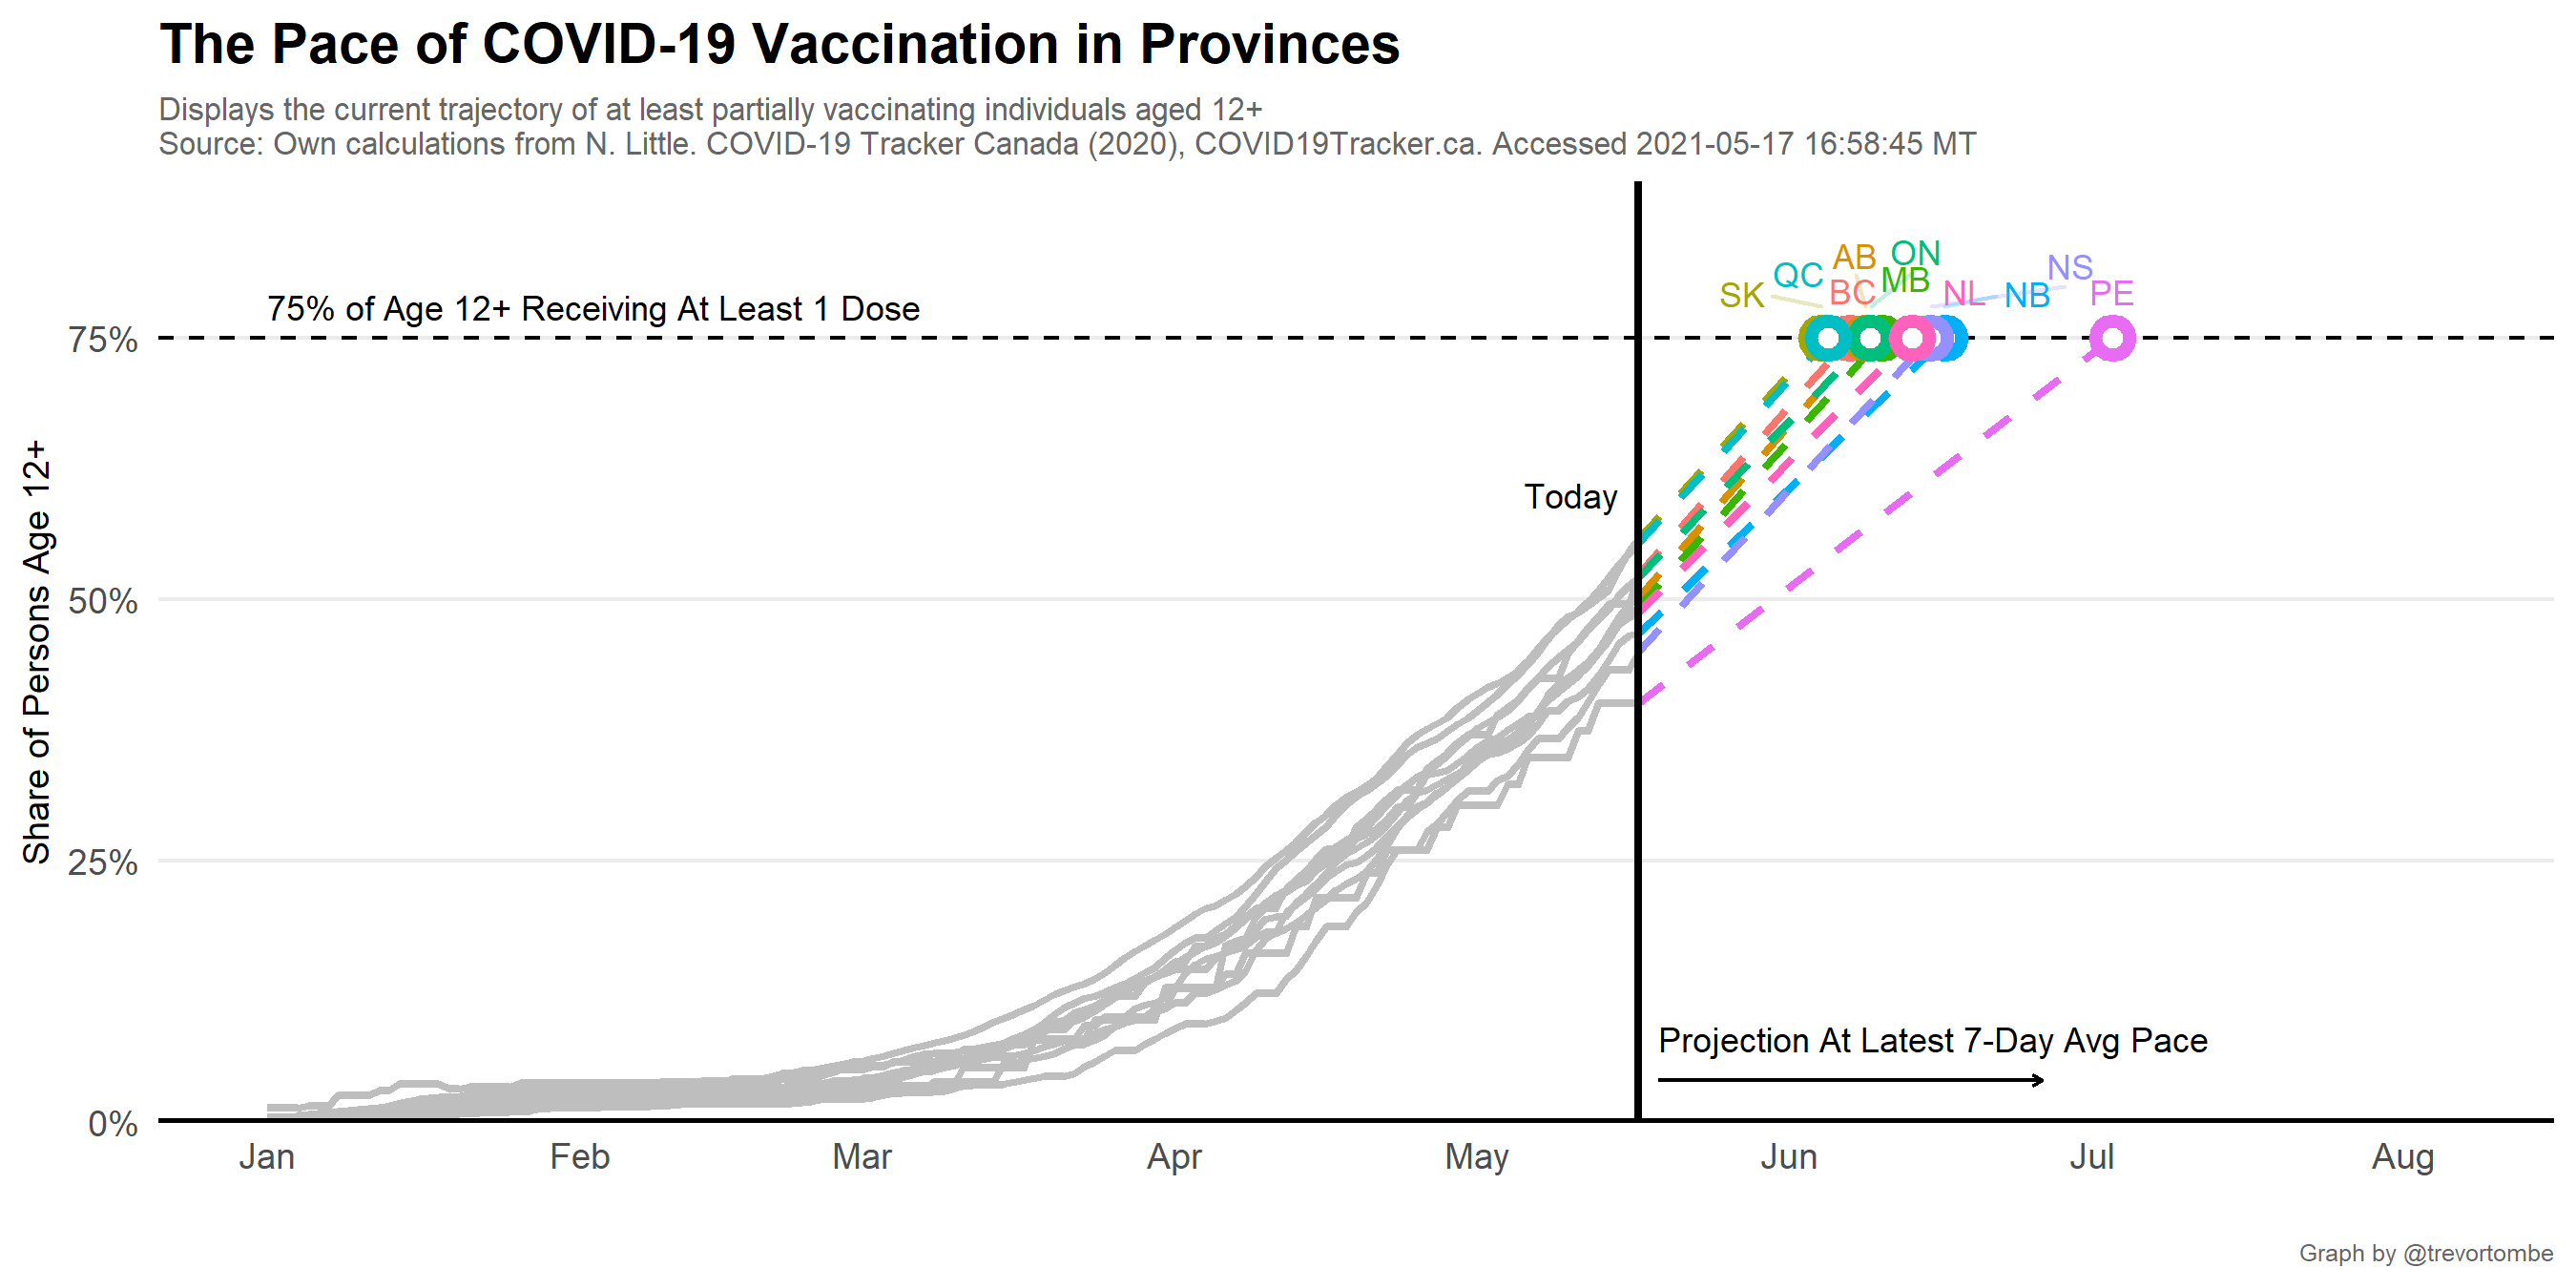 The Pace of COVID-19 Vaccination in Provinces
Displays the current trajectory of at least partially vaccinating individuals aged 12+
Source: Own calculations from N. Little. COVID-19 Tracker Canada (2020), COVID19Tracker.ca. Accessed 2021-05-17 16:58:45 MT
AB
ON
QC
MB
NS
SK
BC
NL
NB
PE
75% of Age 12+ Receiving At Least 1 Dose
75%
Today
50%
Share of Persons Age 12+
25%
Projection At Latest 7-Day Avg Pace
0%
Jan Feb Mar Apr May Jun Jul Aug
Graph by @trevortombe